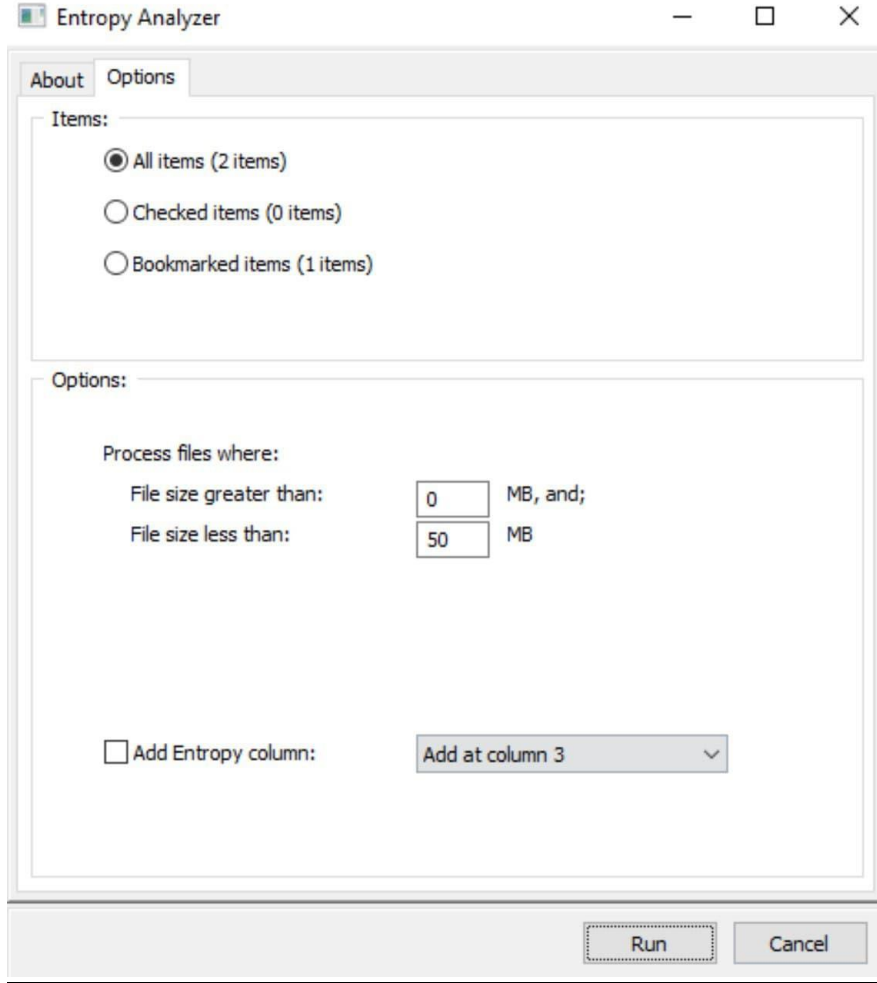 Entropy Analyzer
About Options
Items:
All items (2 items)
Checked items (0 items)
Bookmarked items (1 items)
Options:
Process files where:
File size greater than: 0 MB, and;
File size less than: 50 MB
Add Entropy column: Add at column 3
Run Cancel